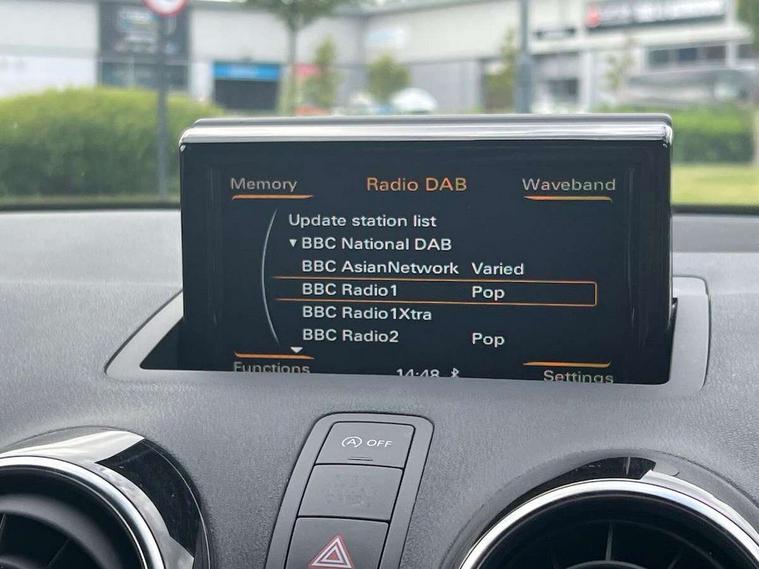 Memory Radio DAB Waveband
Update station list
BBC National DAB
BBC AsianNetwork Varied
BBC Radio1 Pop
BBC Radio1Xtra
BBC Radio2 Pop
Functions 14:48 Settings
OFF